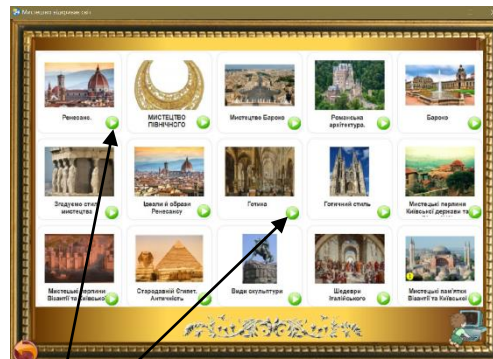 Мистецтво відкриває світ
Ренесанс.
МИСТЕЦТВО
ПІВНІЧНОГО
Мистецтво Бароко
Романська
архітектура.
Бароко
Згадуємо стилі
мистецтва
Ідеали й образи
Ренесансу
Готика
Готичний стиль
Мистецькі перлини
Київської держави та
Мистецькі перлини
Візантії та Київської
Стародавній Єгипет.
Античність
Види скульптури
Шедеври
Італійського
Мистецькі пам'ятки
Візантії та Київської